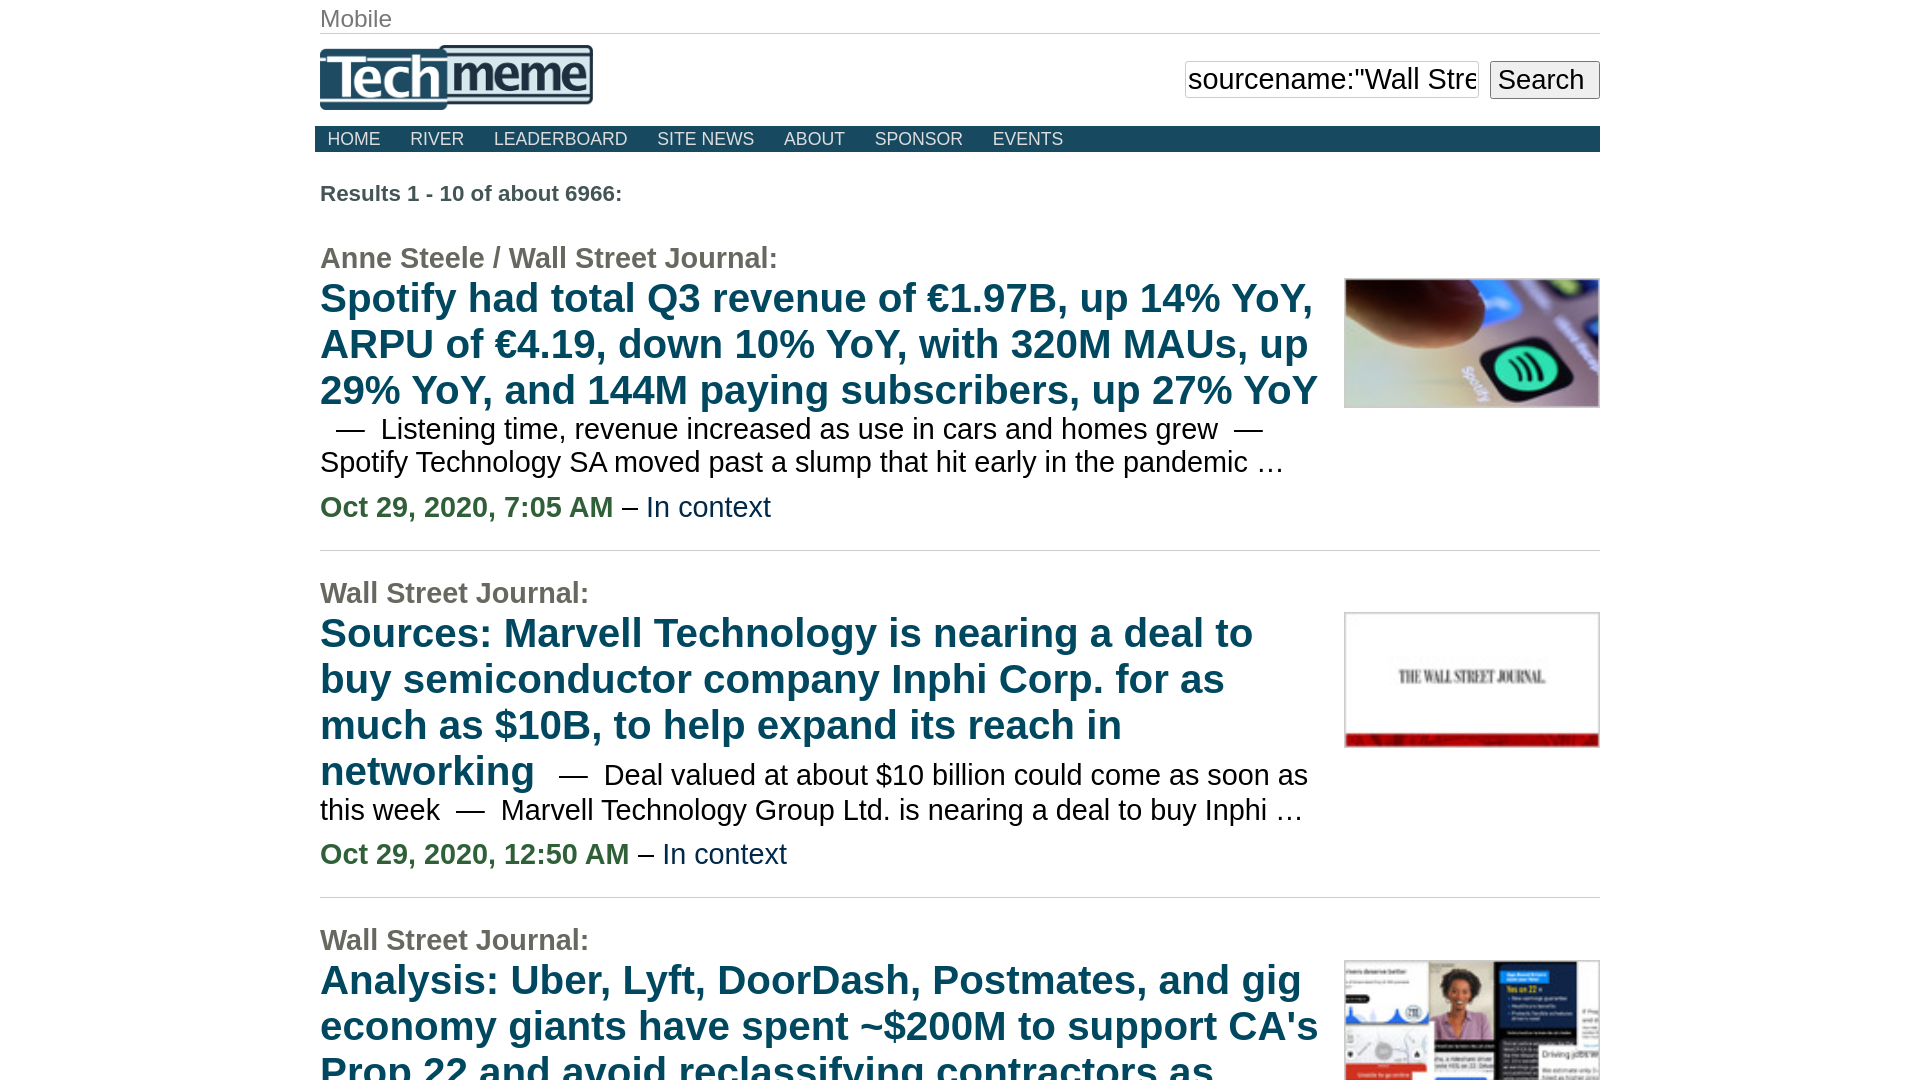 Mobile
Techmeme
sourcename:"Wall Stre
Search
HOME RIVER LEADERBOARD SITE NEWS ABOUT SPONSOR EVENTS
Results 1 - 10 of about 6966:
Anne Steele / Wall Street Journal:
Spotify had total Q3 revenue of €1.97B, up 14% YoY,
ARPU of €4.19, down 10% YoY, with 320M MAUs, up
29% YoY, and 144M paying subscribers, up 27% YoY
— Listening time, revenue increased as use in cars and homes grew —
Spotify Technology SA moved past a slump that hit early in the pandemic …
Spotify
Oct 29, 2020, 7:05 AM – In context
Wall Street Journal:
Sources: Marvell Technology is nearing a deal to
buy semiconductor company Inphi Corp. for as
much as $10B, to help expand its reach in
networking — Deal valued at about $10 billion could come as soon as
this week — Marvell Technology Group Ltd. is nearing a deal to buy Inphi …
THE WALL STREET JOURNAL.
Oct 29, 2020, 12:50 AM – In context
Wall Street Journal:
Analysis: Uber, Lyft, DoorDash, Postmates, and gig
economy giants have spent ~$200M to support CA's
Prop 22 and avoid reclassifying contractors as
Yes on 22